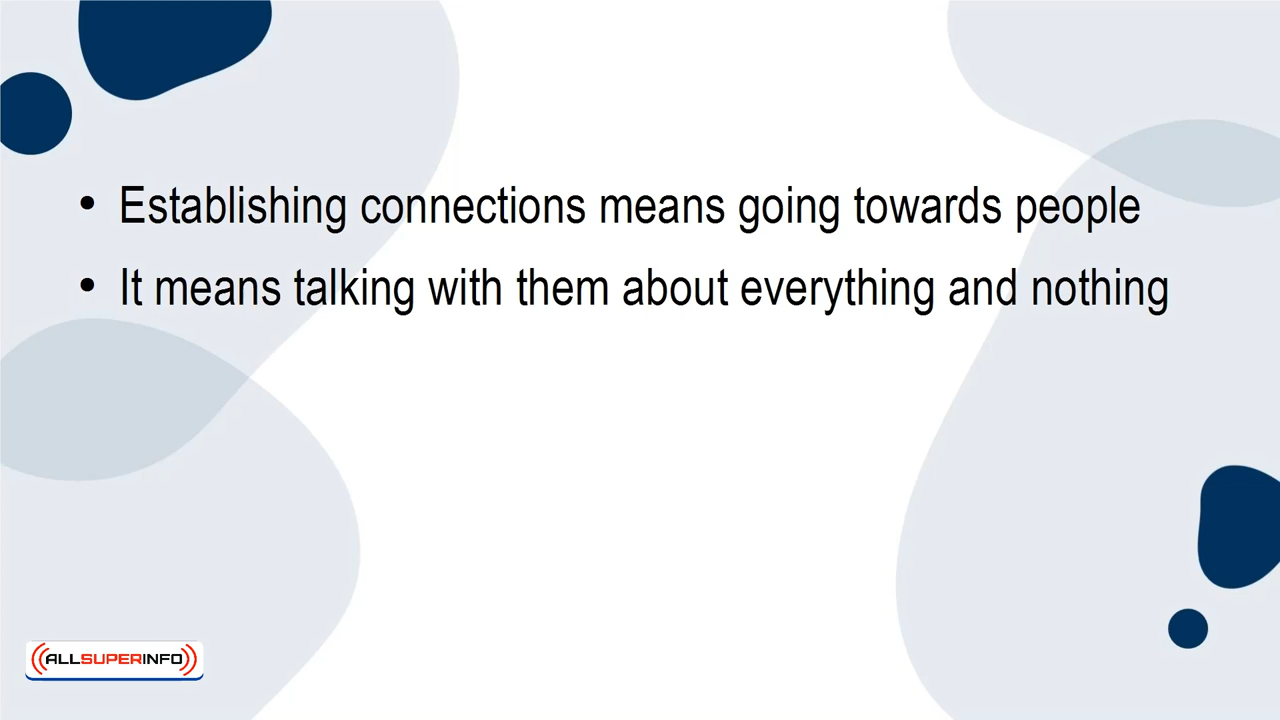 • Establishing connections means going towards people
• It means talking with them about everything and nothing
ALLSUPERINFO